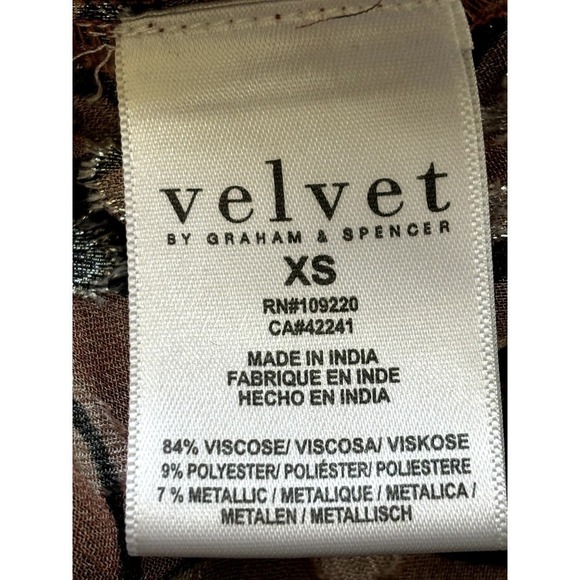 velvet
BY GRAHAM & SPENCER
XS
RN#109220
CA#42241
MADE IN INDIA
FABRIQUE EN INDE
HECHO EN INDIA
84% VISCOSE/ VISCOSA/ VISKOSE
9% POLYESTER/ POLIÉSTER/ POLIESTERE
7 % METALLIC / METALIQUE / METALICA /
METALEN / METALLISCH